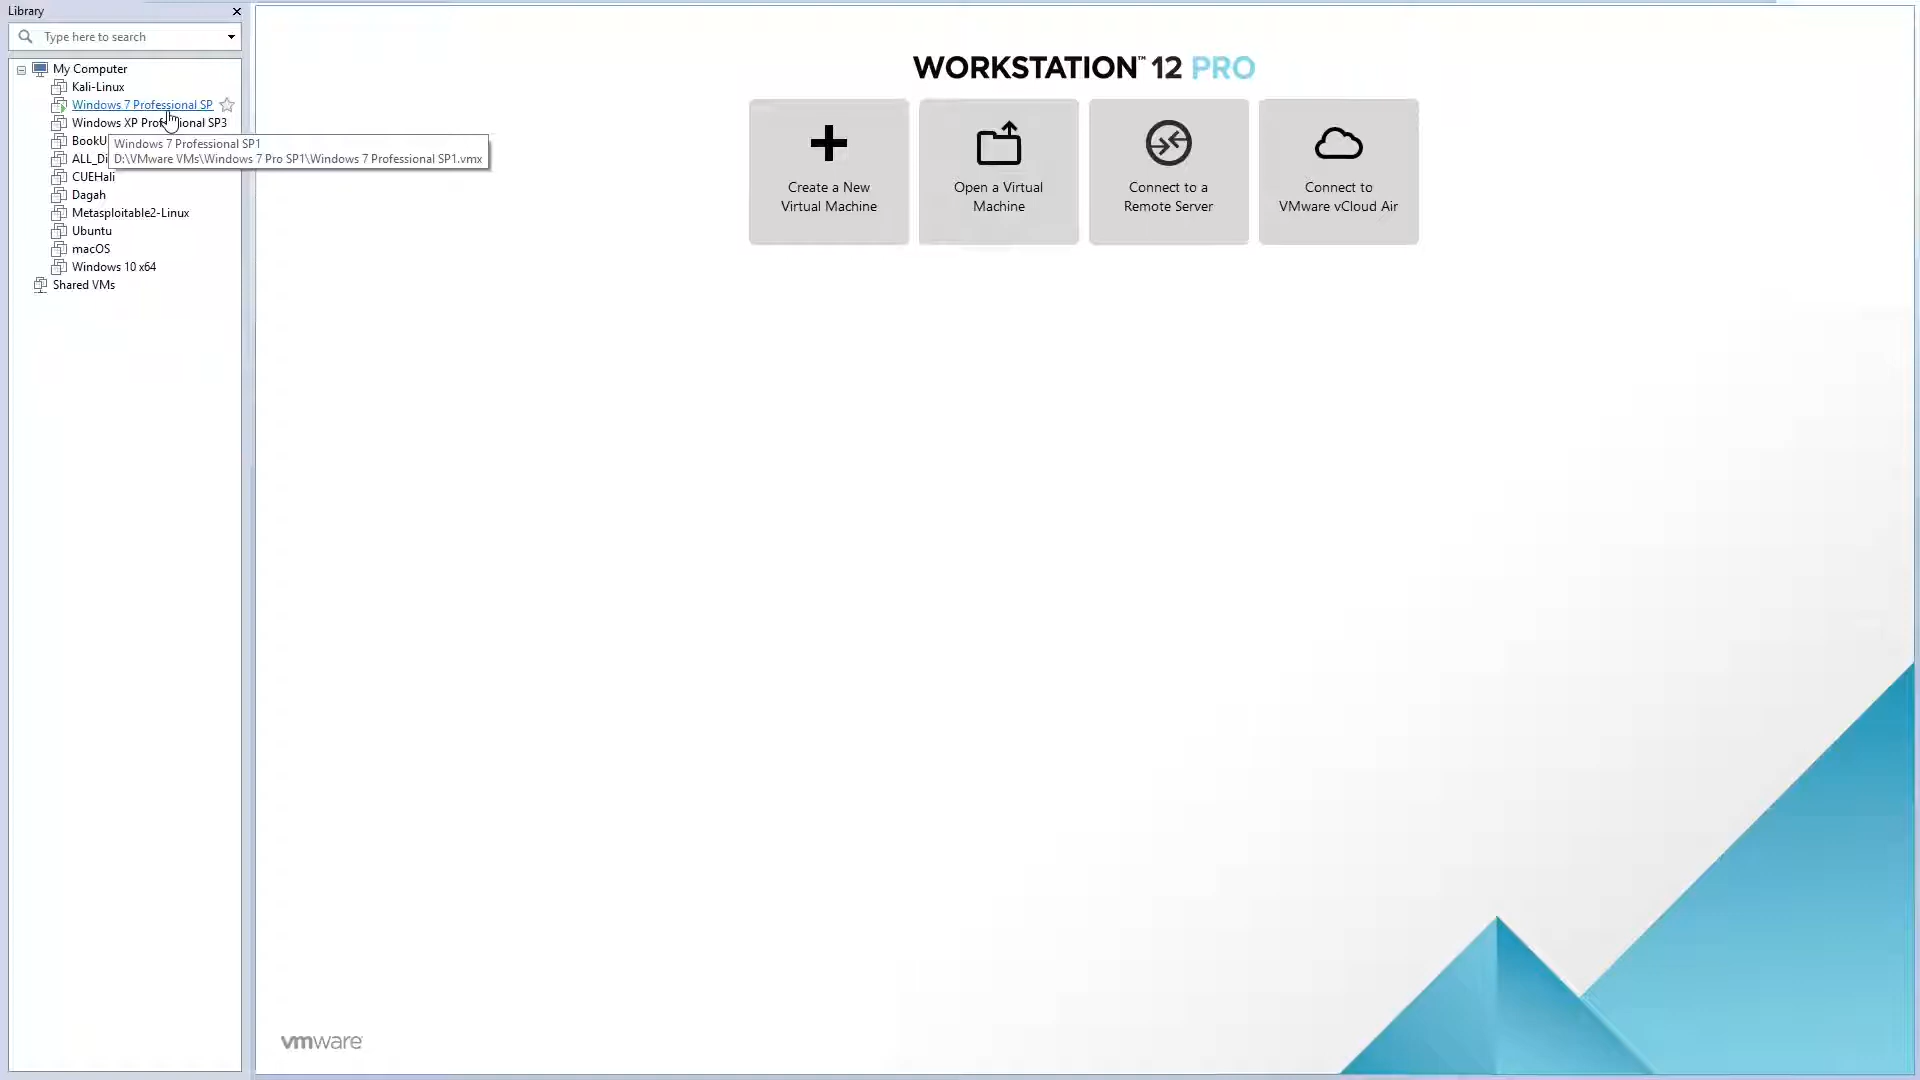 Library
Type here to search
My Computer
Kali-Linux
Windows 7 Professional SP
Windows XP Professional SP3
BookU
Windows 7 Professional SP1
ALL_Di
D:\VMware VMs\Windows 7 Pro SP1\Windows 7 Professional SP1.vmx
CUEHali
Dagah
Metasploitable2-Linux
Ubuntu
macOS
Windows 10 x64
Shared VMs
WORKSTATION™ 12 PRO
Create a New
Virtual Machine
Open a Virtual
Machine
Connect to a
Remote Server
Connect to
VMware vCloud Air
vmware